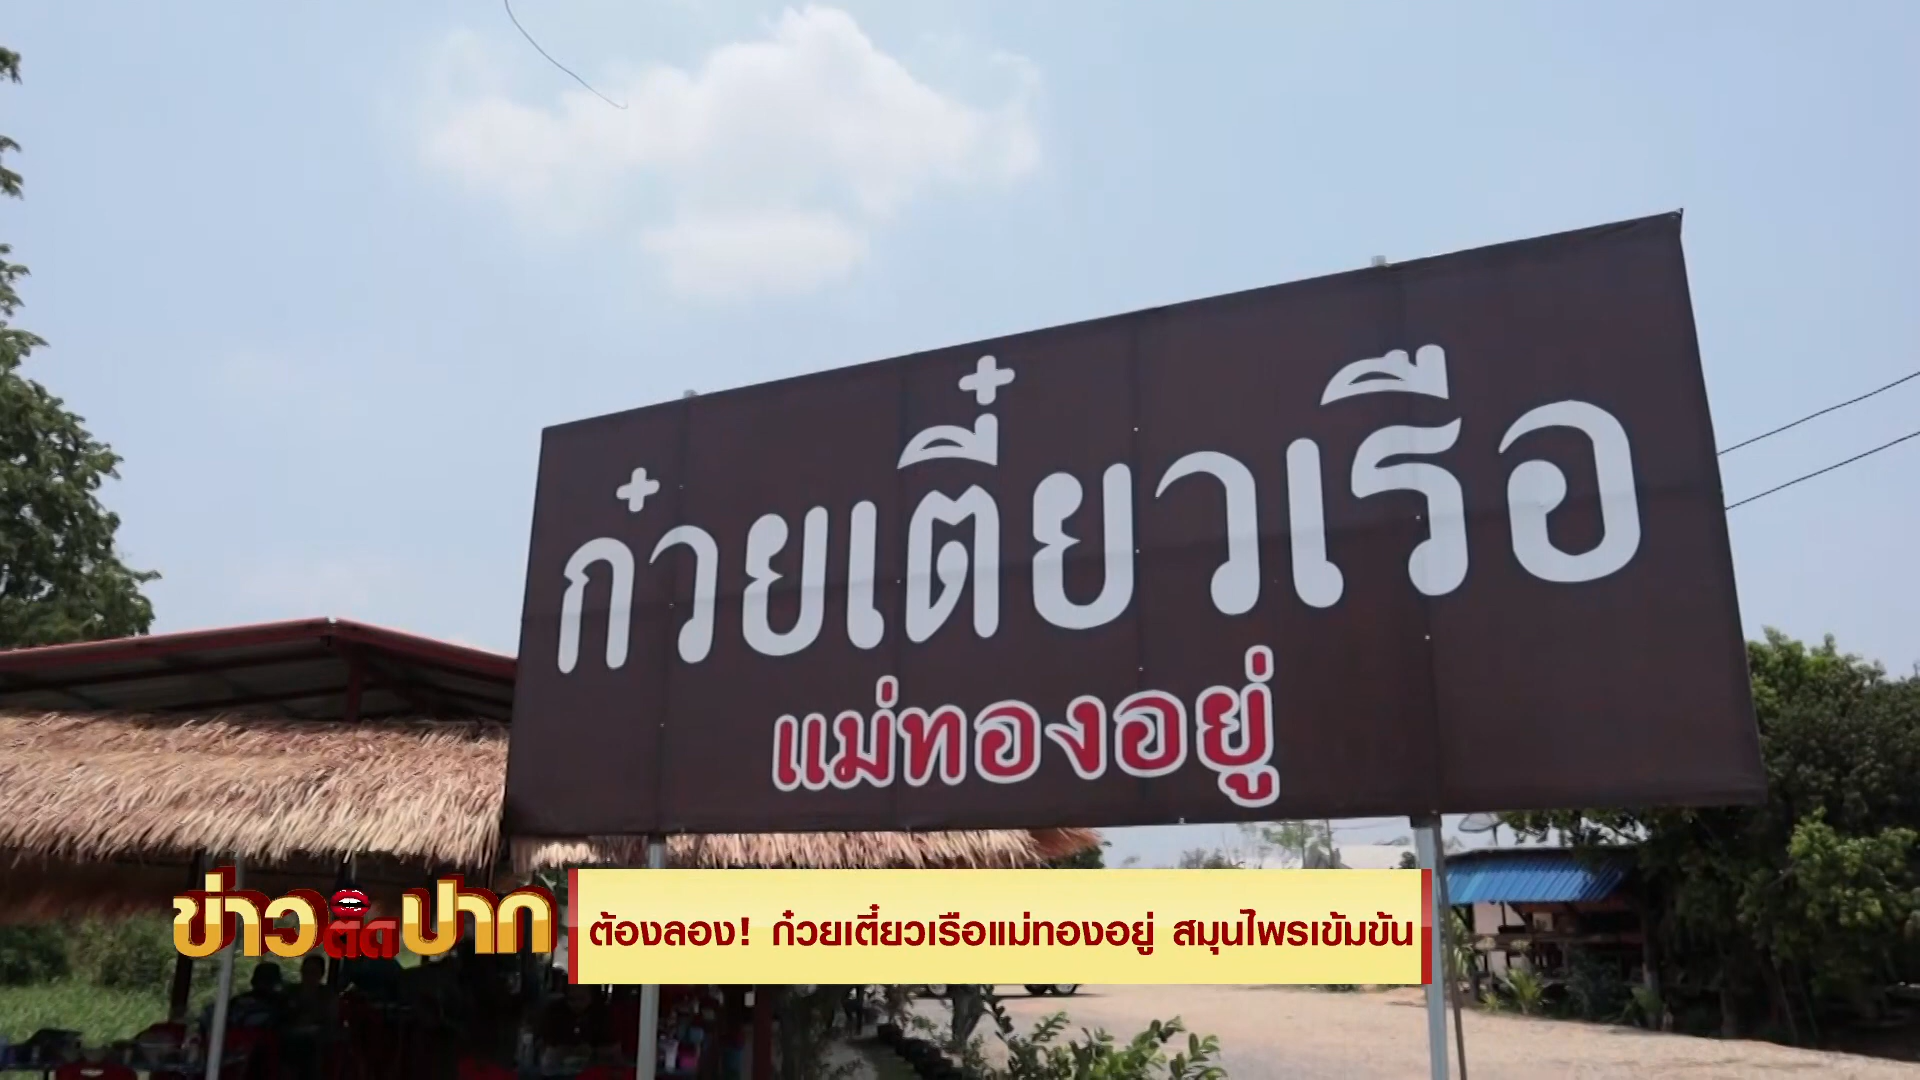 ก๋วยเตี๋ยวเรือ
แม่ทองอยู่
ข่าวติดปาก
ต้องลอง! ก๋วยเตี๋ยวเรือแม่ทองอยู่ สมุนไพรเข้มข้น